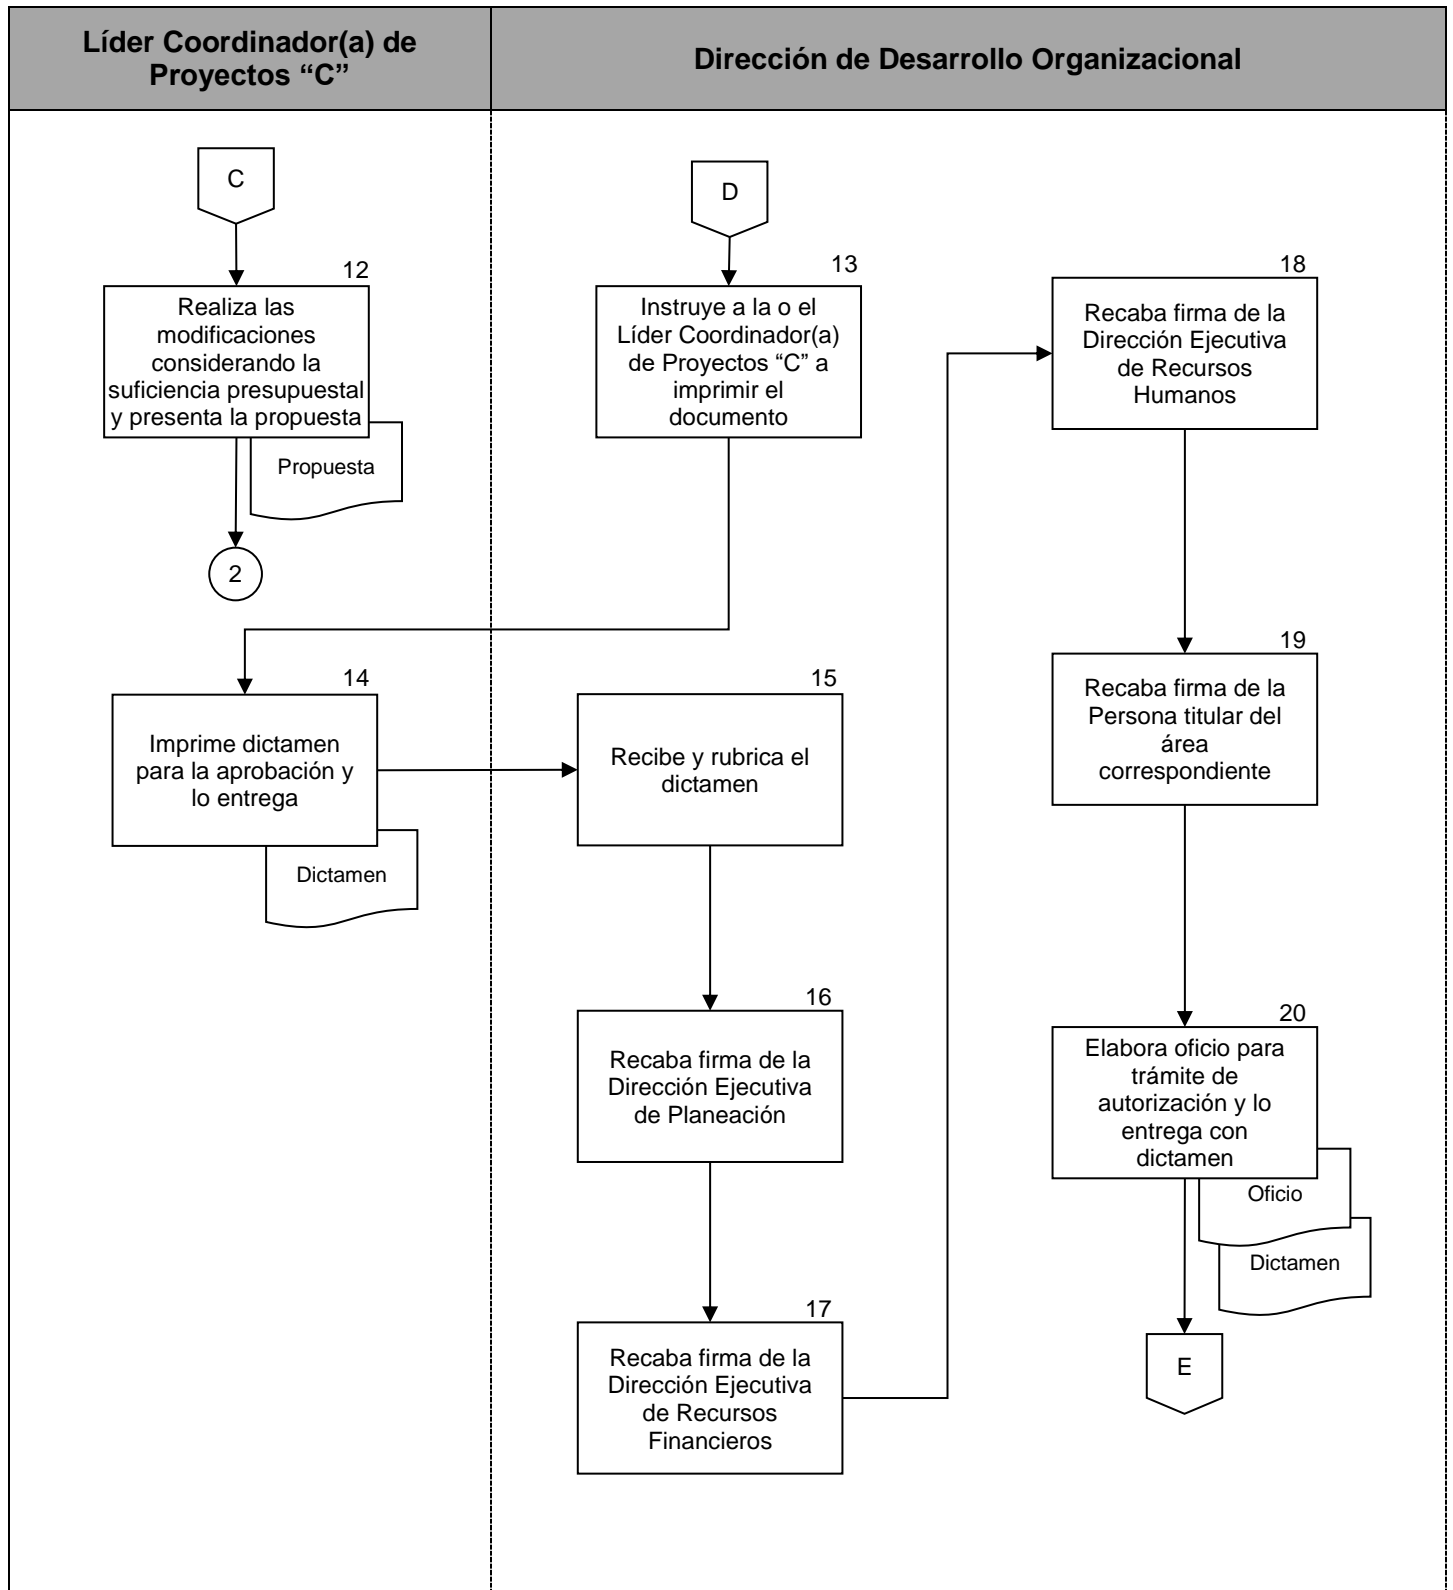 Líder Coordinador(a) de
Proyectos “C”
Dirección de Desarrollo Organizacional
C
12
Realiza las
modificaciones
considerando la
suficiencia presupuestal
y presenta la propuesta
Propuesta
2
D
13
Instruye a la o el
Líder Coordinador(a)
de Proyectos “C” a
imprimir el
documento
14
Imprime dictamen
para la aprobación y
lo entrega
Dictamen
15
Recibe y rubrica el
dictamen
16
Recaba firma de la
Dirección Ejecutiva
de Planeación
17
Recaba firma de la
Dirección Ejecutiva
de Recursos
Financieros
18
Recaba firma de la
Dirección Ejecutiva
de Recursos
Humanos
19
Recaba firma de la
Persona titular del
área
correspondiente
20
Elabora oficio para
trámite de
autorización y lo
entrega con
dictamen
Oficio
Dictamen
E